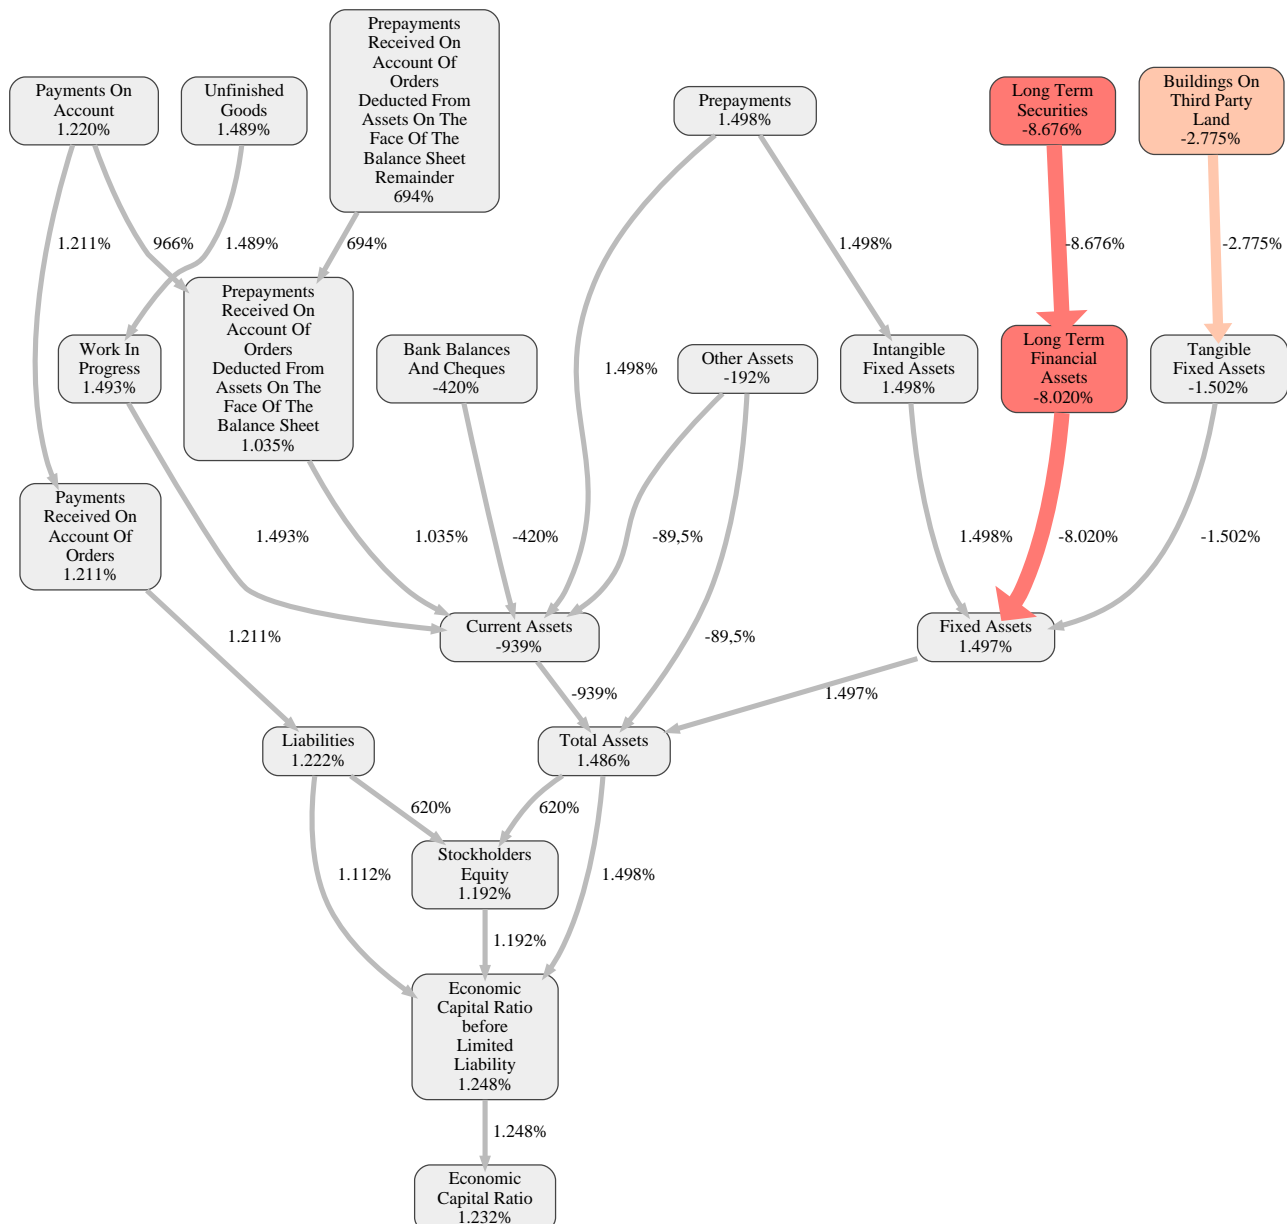 Prepayments
Received On
Account Of
Orders
Deducted From
Assets On The
Face Of The
Balance Sheet
Remainder
694%
Payments On
Account
1.220%
Unfinished
Goods
1.489%
Prepayments
1.498%
Long Term
Securities
-8.676%
Buildings On
Third Party
Land
-2.775%
1.211%
966%
1.489%
694%
1.498%
-8.676%
-2.775%
Prepayments
Received On
Account Of
Orders
Deducted From
Assets On The
Face Of The
Balance Sheet
1.035%
Work In
Progress
1.493%
Bank Balances
And Cheques
-420%
1.498%
Other Assets
-192%
Intangible
Fixed Assets
1.498%
Long Term
Financial
Assets
-8.020%
Tangible
Fixed Assets
-1.502%
Payments
Received On
Account Of
Orders
1.211%
1.493%
1.035%
-420%
-89,5%
1.498%
-8.020%
-1.502%
1.211%
Current Assets
-939%
-89,5%
Fixed Assets
1.497%
-939%
1.497%
Liabilities
1.222%
Total Assets
1.486%
620%
620%
1.112%
Stockholders
Equity
1.192%
1.498%
1.192%
Economic
Capital Ratio
before
Limited
Liability
1.248%
1.248%
Economic
Capital Ratio
1.232%